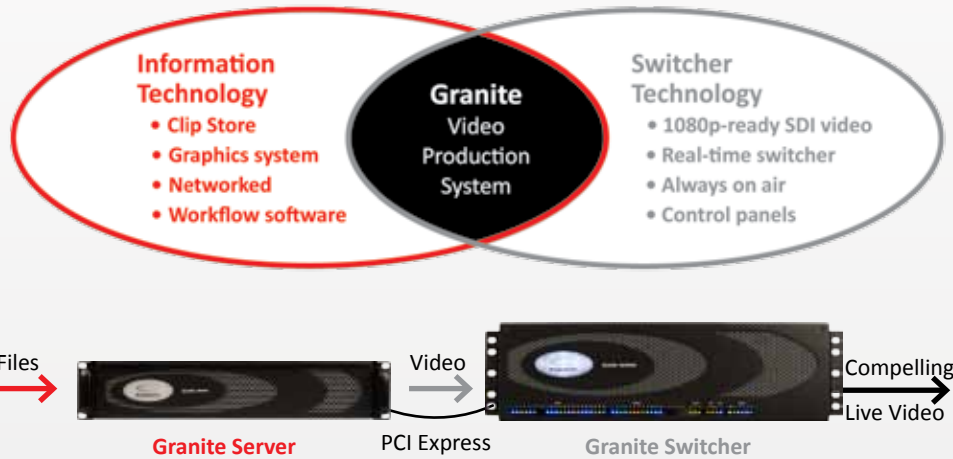 Information
Technology
• Clip Store
• Graphics system
• Networked
• Workflow software
Granite
Video
Production
System
Switcher
Technology
• 1080p-ready SDI video
• Real-time switcher
• Always on air
• Control panels
Files
Video
Compelling
Live Video
PCI Express
Granite Server
Granite Switcher